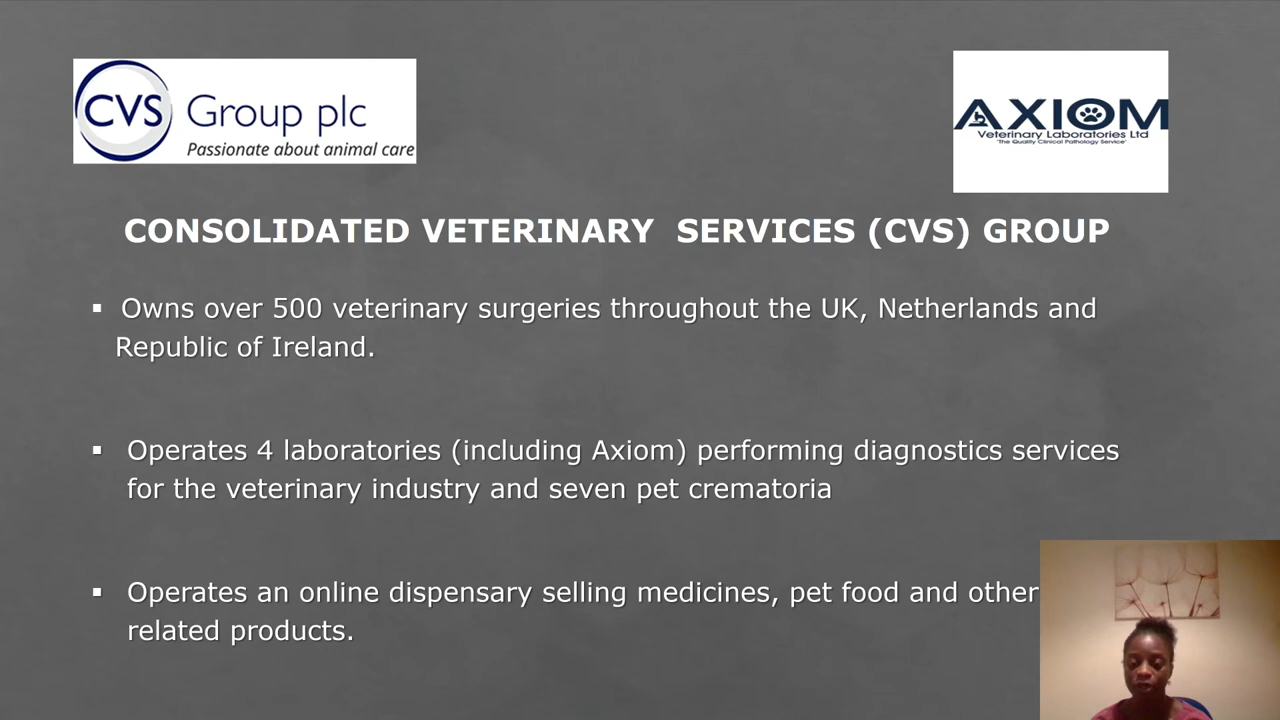 CVS Group plc
Passionate about animal care
AXIOM
Veterinary Laboratories Ltd
"The Quality Clinical Pathology Service"
CONSOLIDATED VETERINARY SERVICES (CVS) GROUP
▪ Owns over 500 veterinary surgeries throughout the UK, Netherlands and
Republic of Ireland.
▪ Operates 4 laboratories (including Axiom) performing diagnostics services
for the veterinary industry and seven pet crematoria
▪ Operates an online dispensary selling medicines, pet food and other
related products.